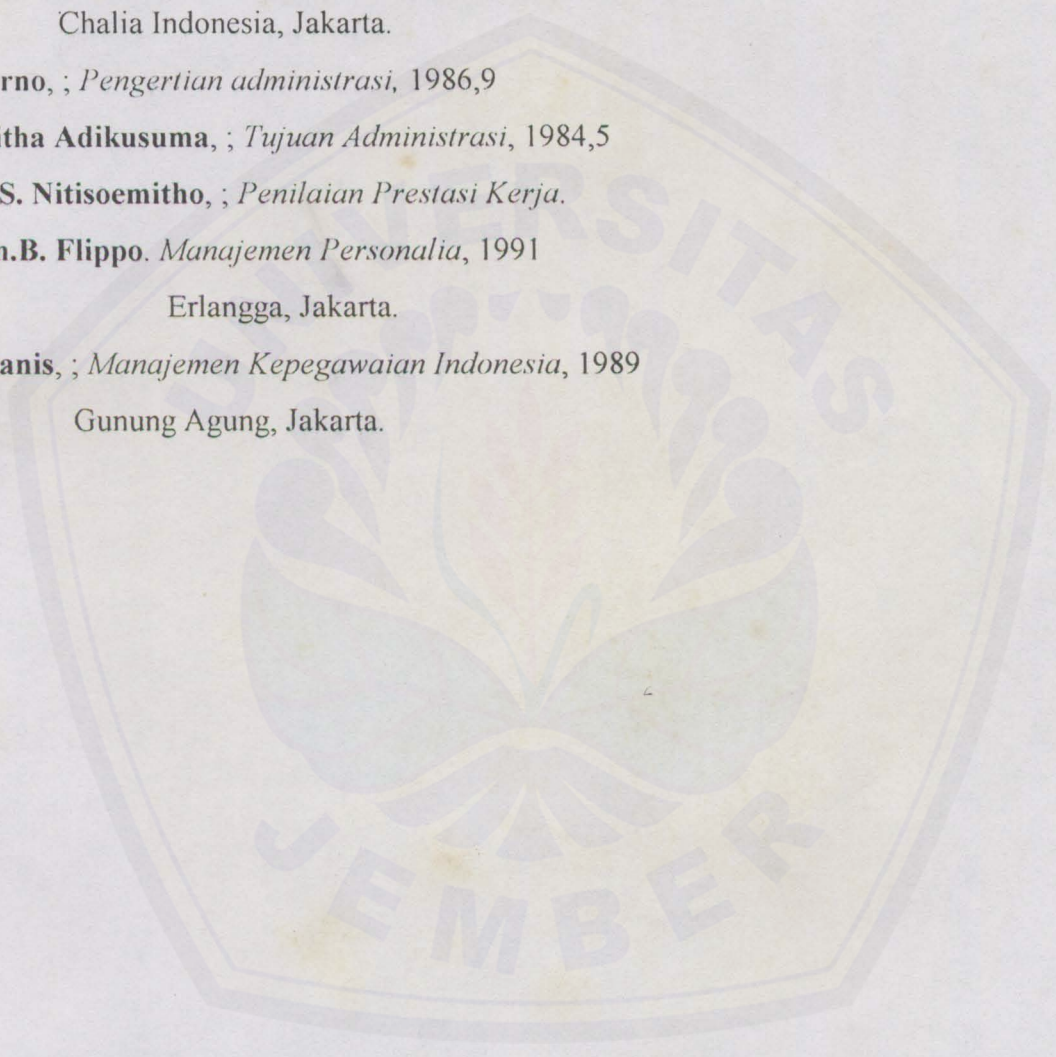 Chalia Indonesia, Jakarta.
rno, ; Pengertian administrasi, 1986,9
itha Adikusuma, ; Tujuan Administrasi, 1984,5
S. Nitisoemitho, ; Penilaian Prestasi Kerja.
.B. Flippo. Manajemen Personalia, 1991
Erlangga, Jakarta.
anis, ; Manajemen Kepegawaian Indonesia, 1989
Gunung Agung, Jakarta.
UNIVERSITAS
JEMBER